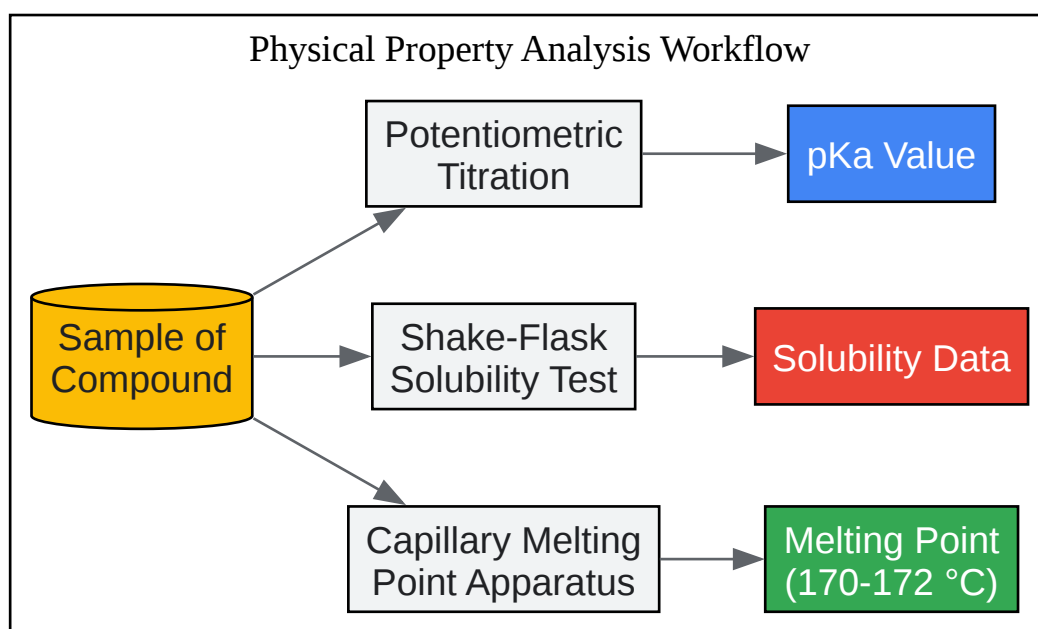 Physical Property Analysis Workflow
Potentiometric
Titration
pKa Value
Sample of
Compound
Shake-Flask
Solubility Test
Solubility Data
Capillary Melting
Point Apparatus
Melting Point
(170-172 °C)